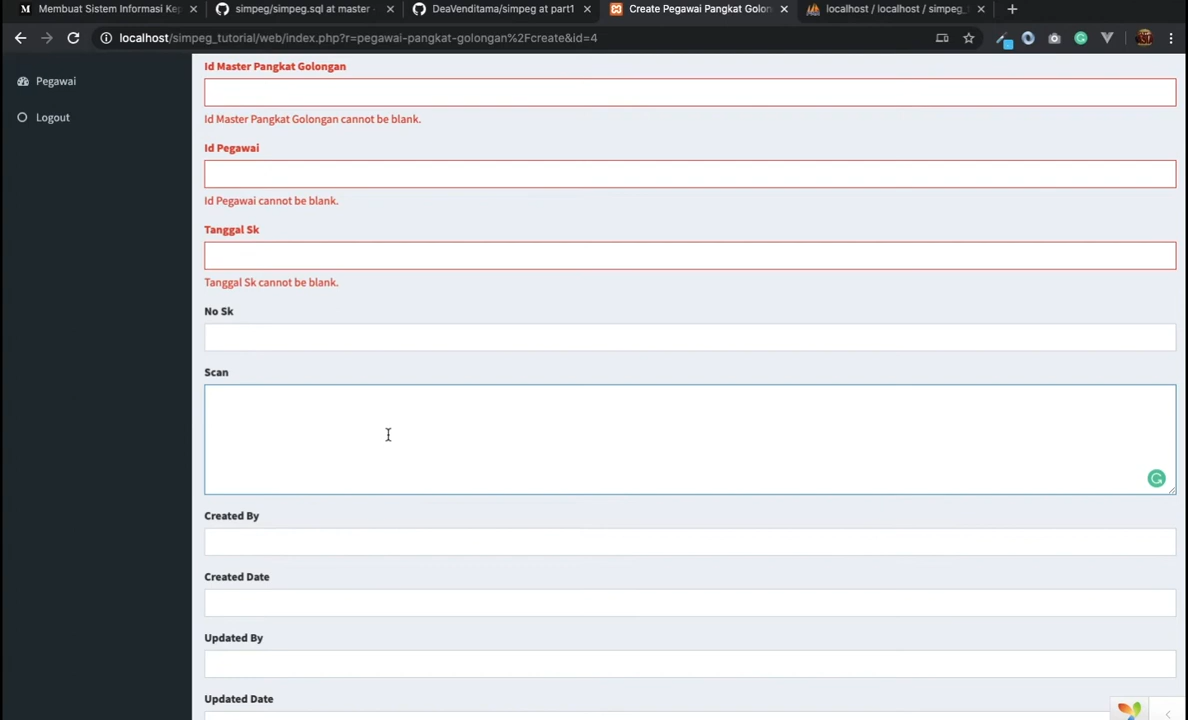 Membuat Sistem Informasi Kep
simpeg/simpeg.sql at master
DeaVenditama/simpeg at part1
Create Pegawai Pangkat Golon
localhost / localhost / simpeg_
localhost/simpeg_tutorial/web/index.php?r=pegawai-pangkat-golongan%2Fcreate&id=4
Pegawai
Logout
Id Master Pangkat Golongan
Id Master Pangkat Golongan cannot be blank.
Id Pegawai
Id Pegawai cannot be blank.
Tanggal Sk
Tanggal Sk cannot be blank.
No Sk
Scan
Created By
Created Date
Updated By
Updated Date